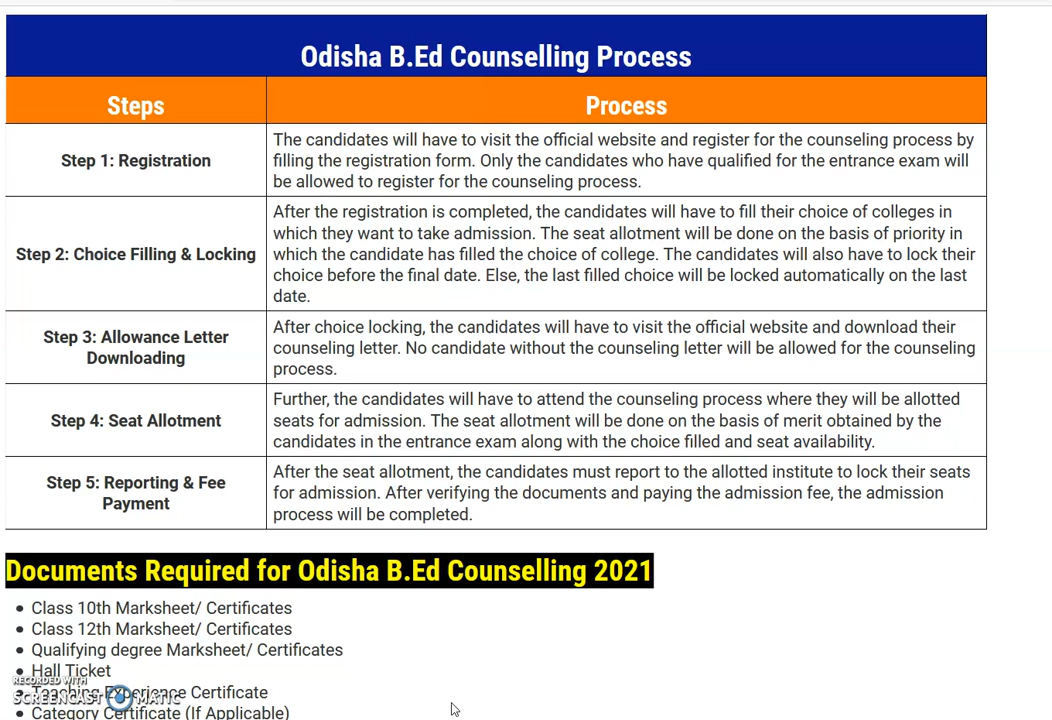 Odisha B.Ed Counselling Process
Steps
Process
Step 1: Registration
The candidates will have to visit the official website and register for the counseling process by
filling the registration form. Only the candidates who have qualified for the entrance exam will
be allowed to register for the counseling process.
Step 2: Choice Filling & Locking
After the registration is completed, the candidates will have to fill their choice of colleges in
which they want to take admission. The seat allotment will be done on the basis of priority in
which the candidate has filled the choice of college. The candidates will also have to lock their
choice before the final date. Else, the last filled choice will be locked automatically on the last
date.
Step 3: Allowance Letter
Downloading
After choice locking, the candidates will have to visit the official website and download their
counseling letter. No candidate without the counseling letter will be allowed for the counseling
process.
Step 4: Seat Allotment
Further, the candidates will have to attend the counseling process where they will be allotted
seats for admission. The seat allotment will be done on the basis of merit obtained by the
candidates in the entrance exam along with the choice filled and seat availability.
Step 5: Reporting & Fee
Payment
After the seat allotment, the candidates must report to the allotted institute to lock their seats
for admission. After verifying the documents and paying the admission fee, the admission
process will be completed.
Documents Required for Odisha B.Ed Counselling 2021
Class 10th Marksheet/ Certificates
Class 12th Marksheet/ Certificates
Qualifying degree Marksheet/ Certificates
Hall Ticket
Teaching Experience Certificate
Category Certificate (If Applicable)
RECORDED WITH
SCREENCAST MATIC